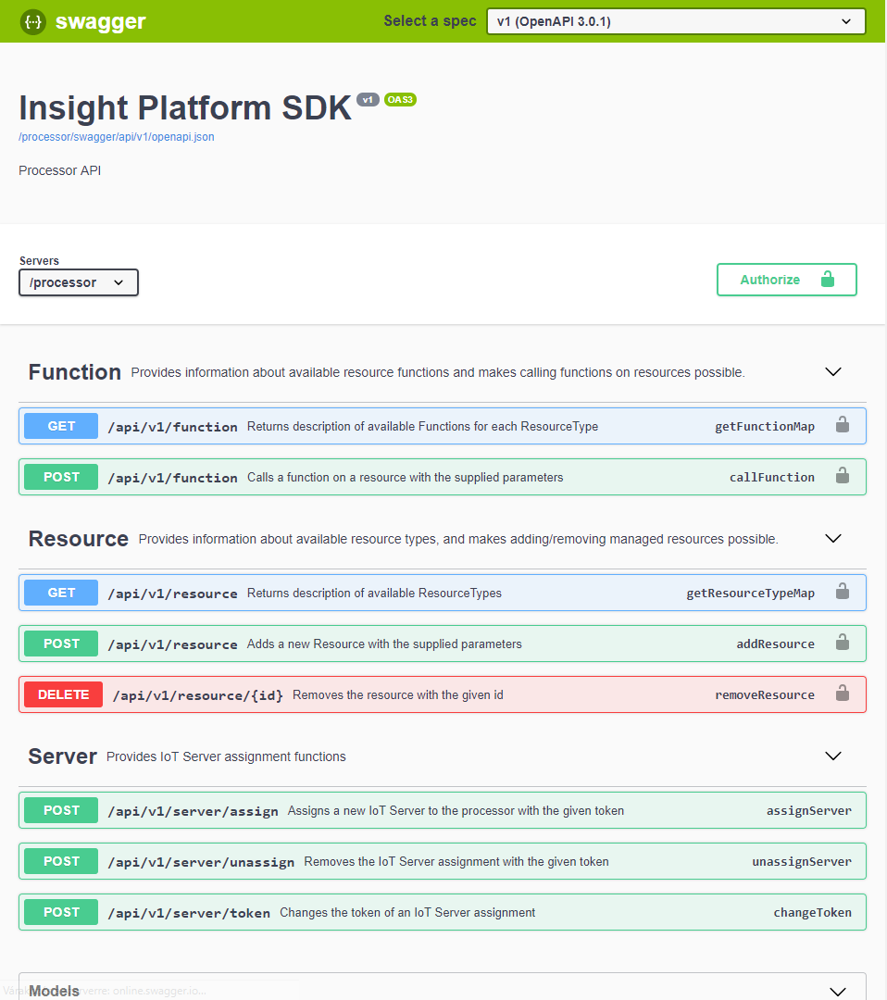 swagger Select a spec v1 (OpenAPI 3.0.1)
Insight Platform SDK v1 OAS3
/processor/swagger/api/v1/openapi.json
Processor API
Servers
/processor
Authorize
Function Provides information about available resource functions and makes calling functions on resources possible.
GET /api/v1/function Returns description of available Functions for each ResourceType getFunctionMap
POST /api/v1/function Calls a function on a resource with the supplied parameters callFunction
Resource Provides information about available resource types, and makes adding/removing managed resources possible.
GET /api/v1/resource Returns description of available ResourceTypes getResourceTypeMap
POST /api/v1/resource Adds a new Resource with the supplied parameters addResource
DELETE /api/v1/resource/{id} Removes the resource with the given id removeResource
Server Provides IoT Server assignment functions
POST /api/v1/server/assign Assigns a new IoT Server to the processor with the given token assignServer
POST /api/v1/server/unassign Removes the IoT Server assignment with the given token unassignServer
POST /api/v1/server/token Changes the token of an IoT Server assignment changeToken
Models
online.swagger.io...